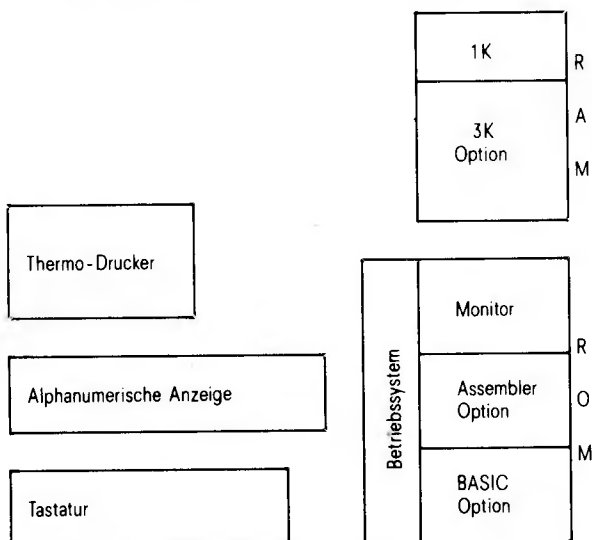 1K
3K
Option
R
A
M
Thermo-Drucker
Alphanumerische Anzeige
Tastatur
Betriebssystem
Monitor
Assembler
Option
BASIC
Option
R
O
M